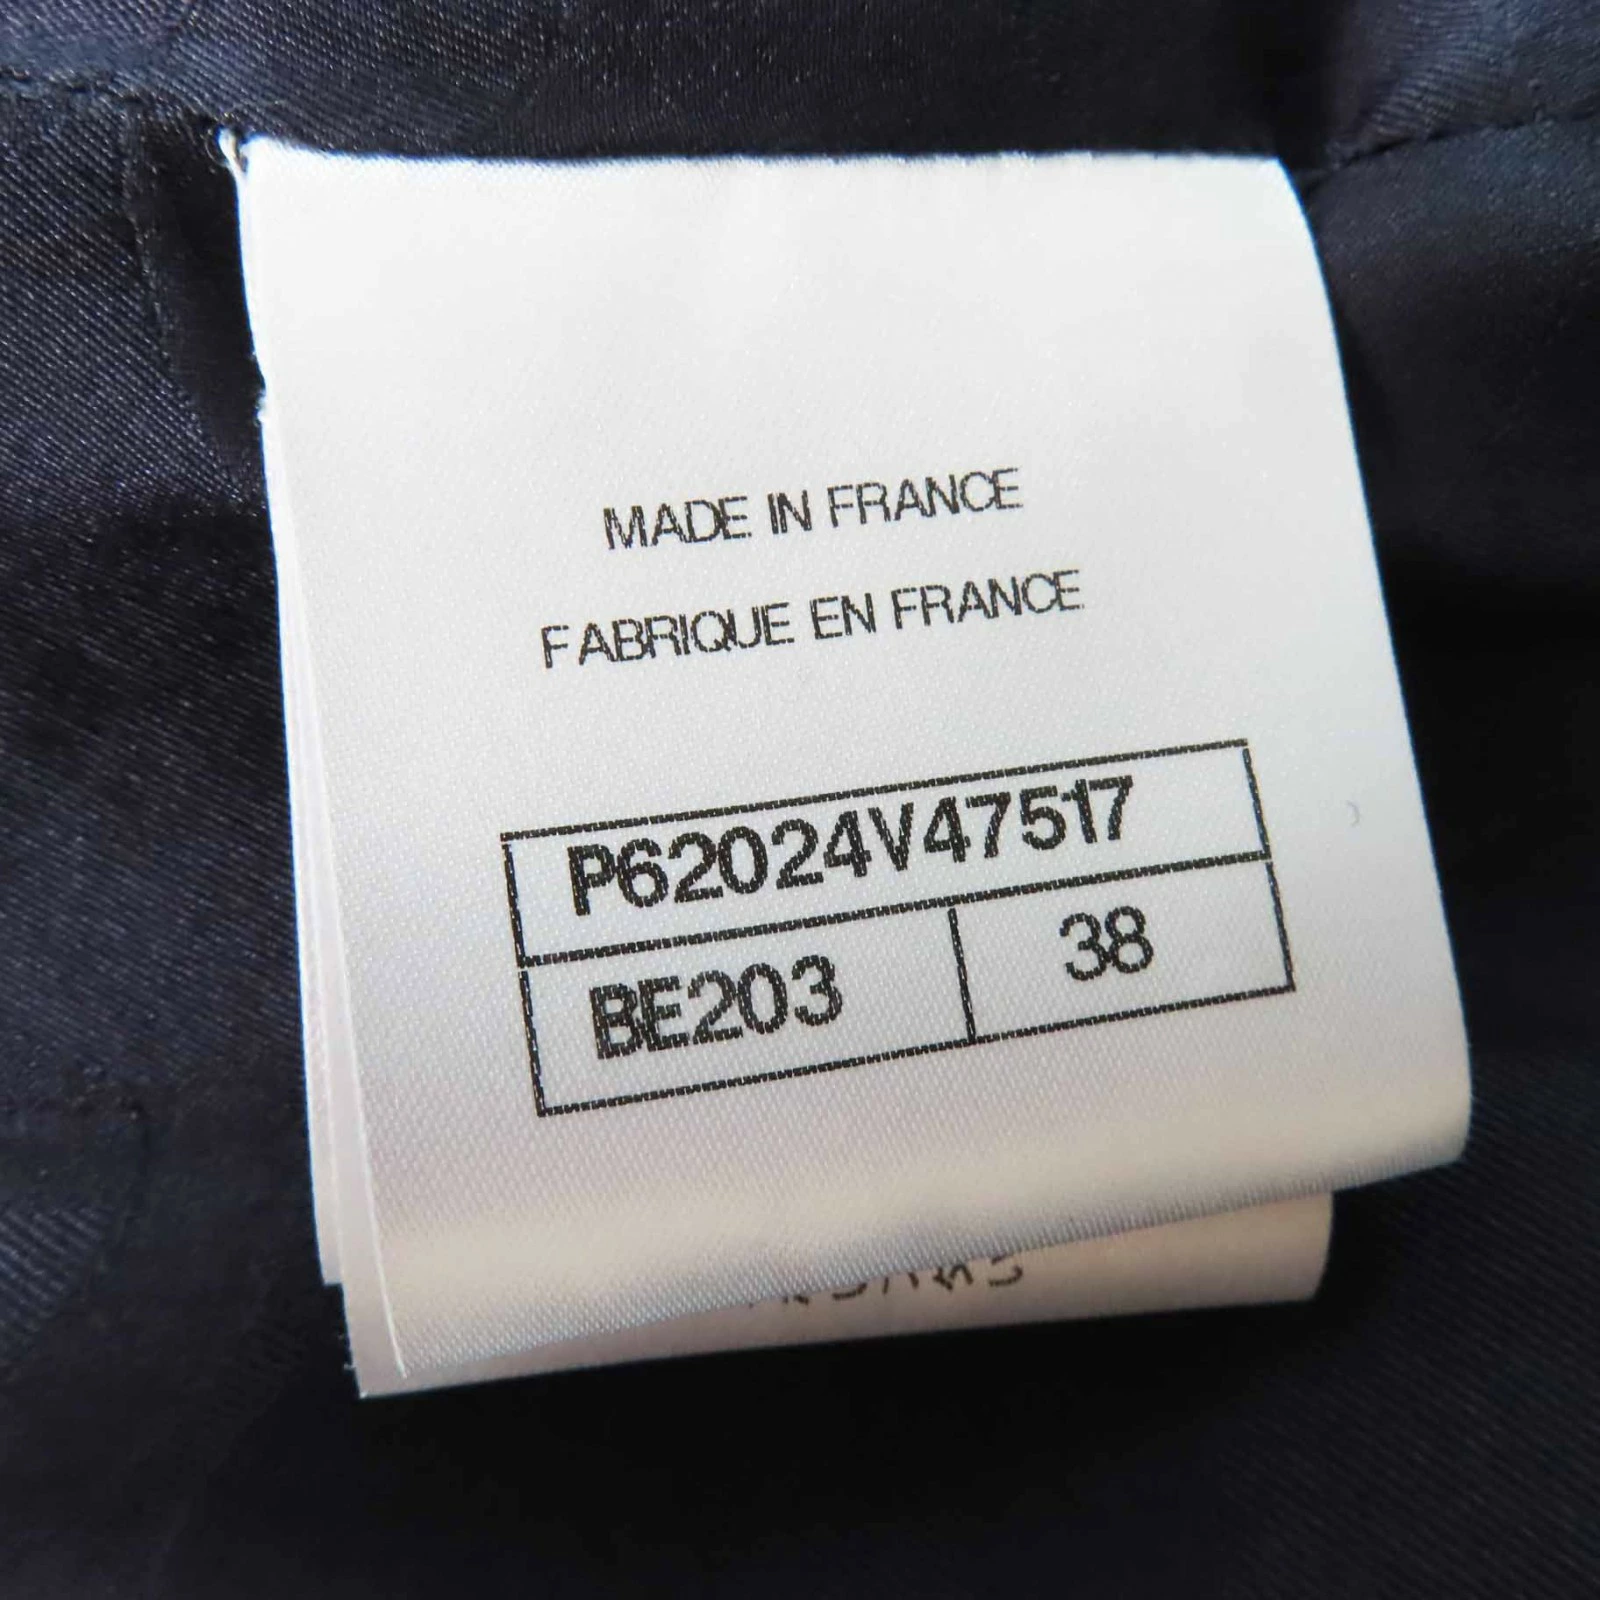 MADE IN FRANCE
FABRIQUE EN FRANCE
P62024V47517
BE203 38